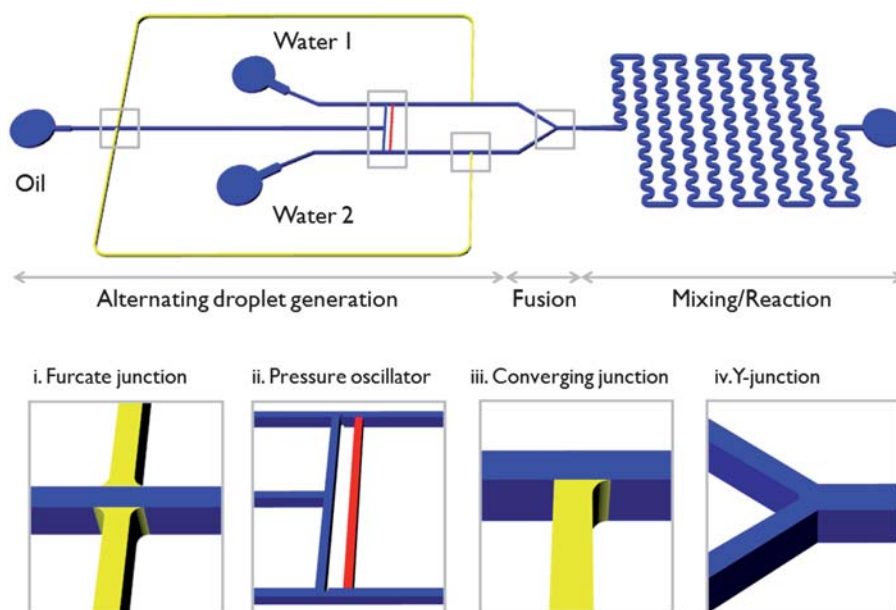 Water 1
Oil
Water 2
Alternating droplet generation
Fusion
Mixing/Reaction
i. Furcate junction
ii. Pressure oscillator
iii. Converging junction
iv.Y-junction